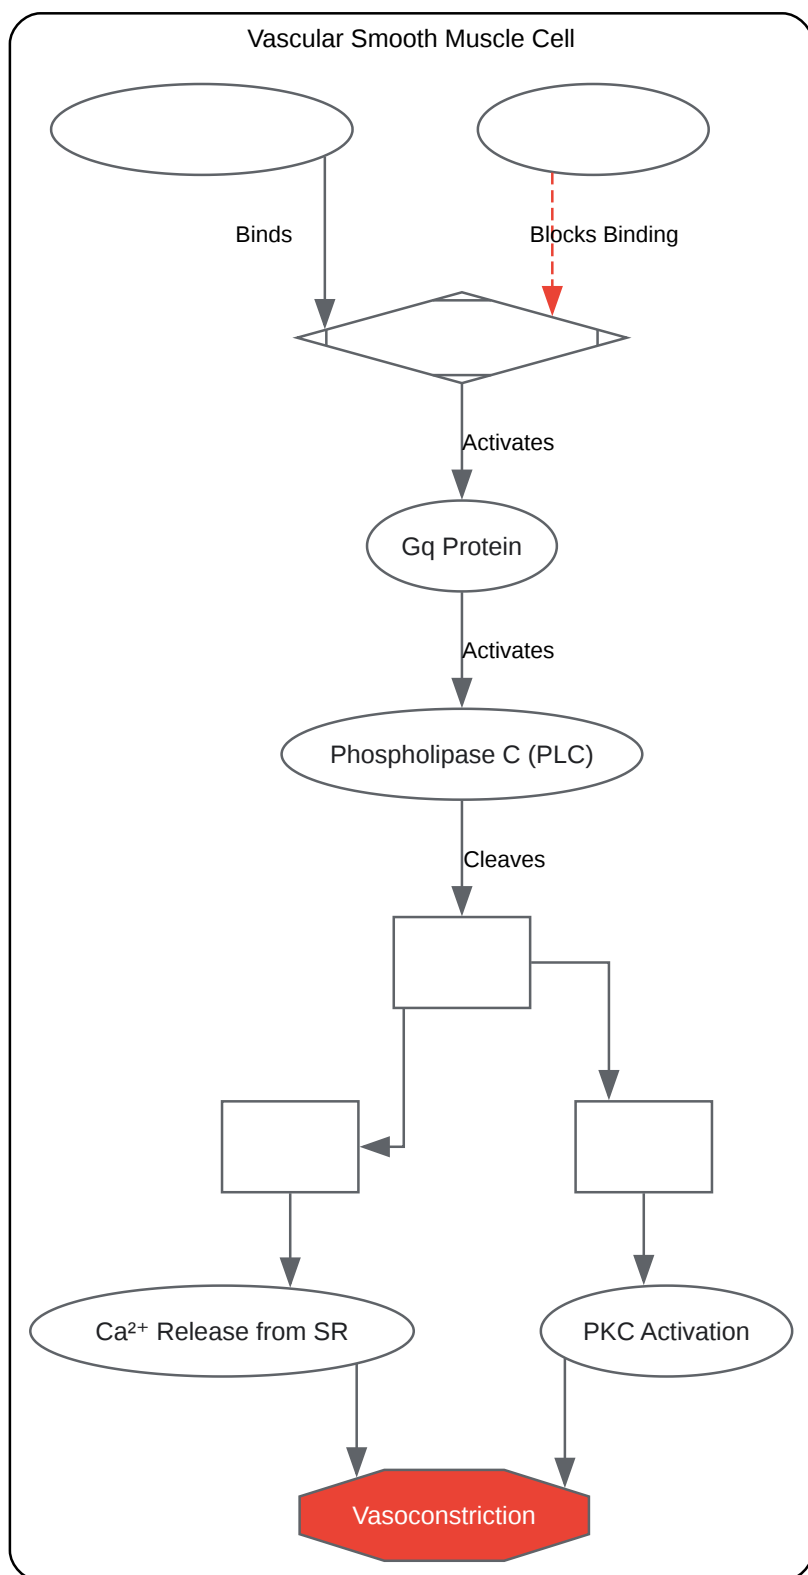 Vascular Smooth Muscle Cell
Binds
Blocks Binding
Activates
Gq Protein
Activates
Phospholipase C (PLC)
Cleaves
Ca²⁺ Release from SR
PKC Activation
Vasoconstriction